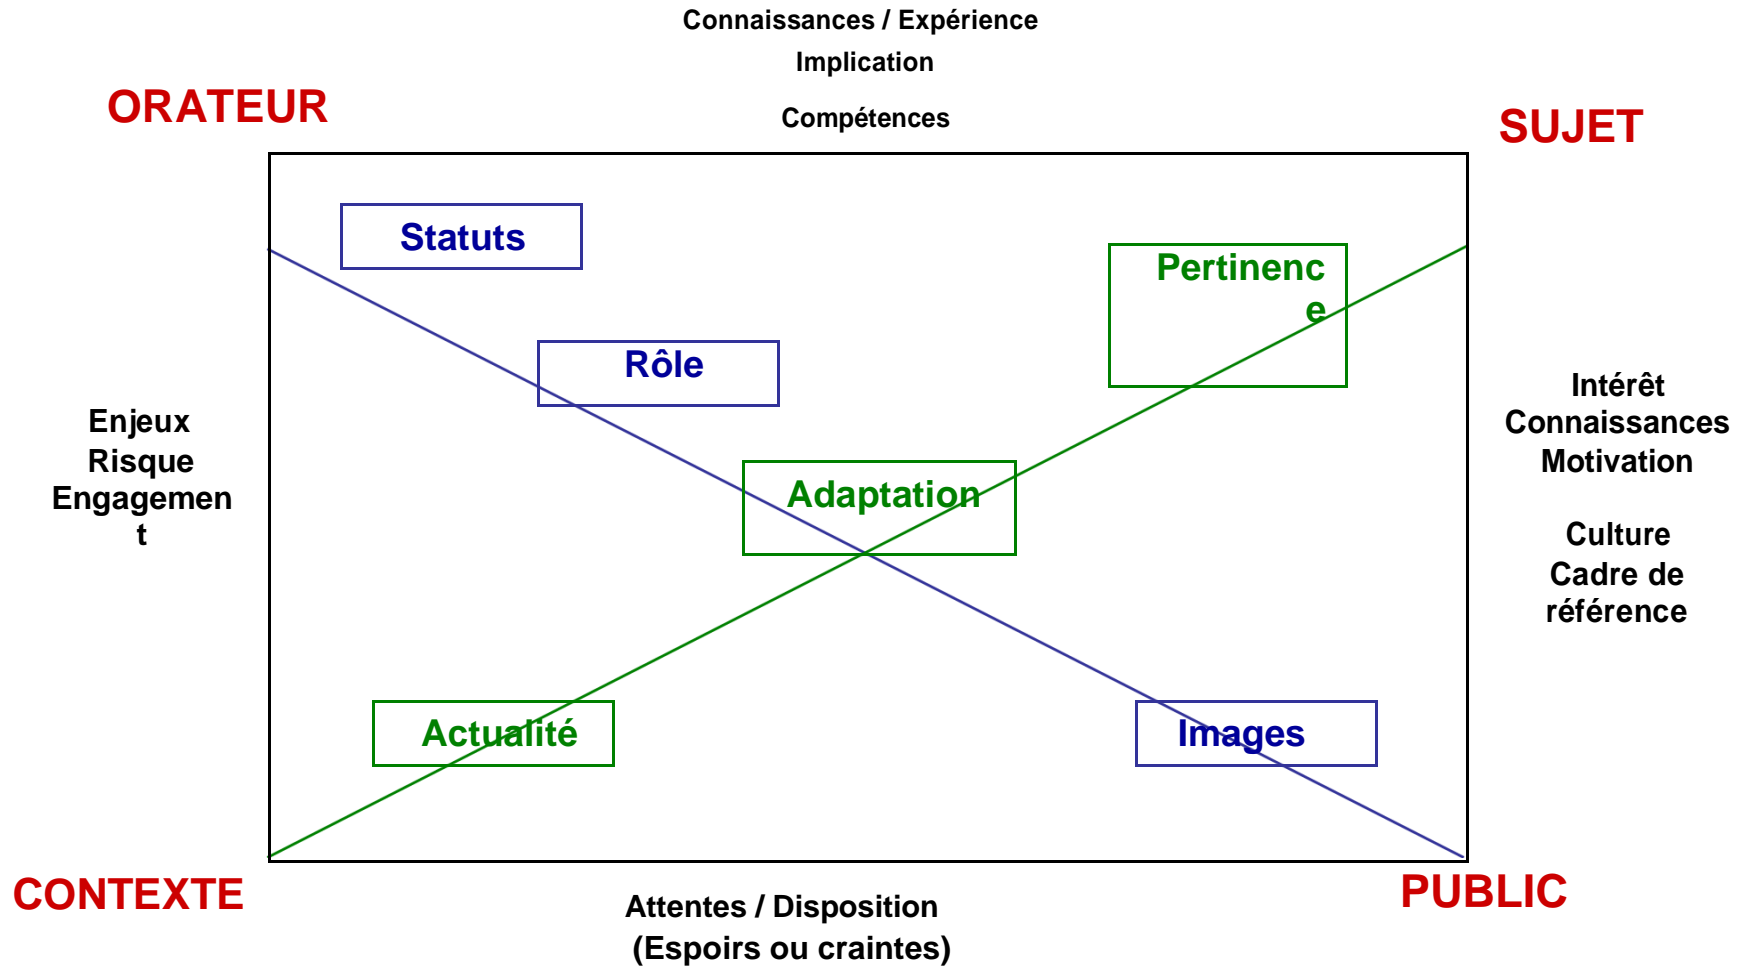 Connaissances / Expérience
Implication
Compétences
ORATEUR
SUJET
Statuts
Pertinenc
e
Rôle
Enjeux
Risque
Engagemen
t
Adaptation
Intérêt
Connaissances
Motivation
Culture
Cadre de
référence
Actualité
Images
CONTEXTE
PUBLIC
Attentes / Disposition
(Espoirs ou craintes)